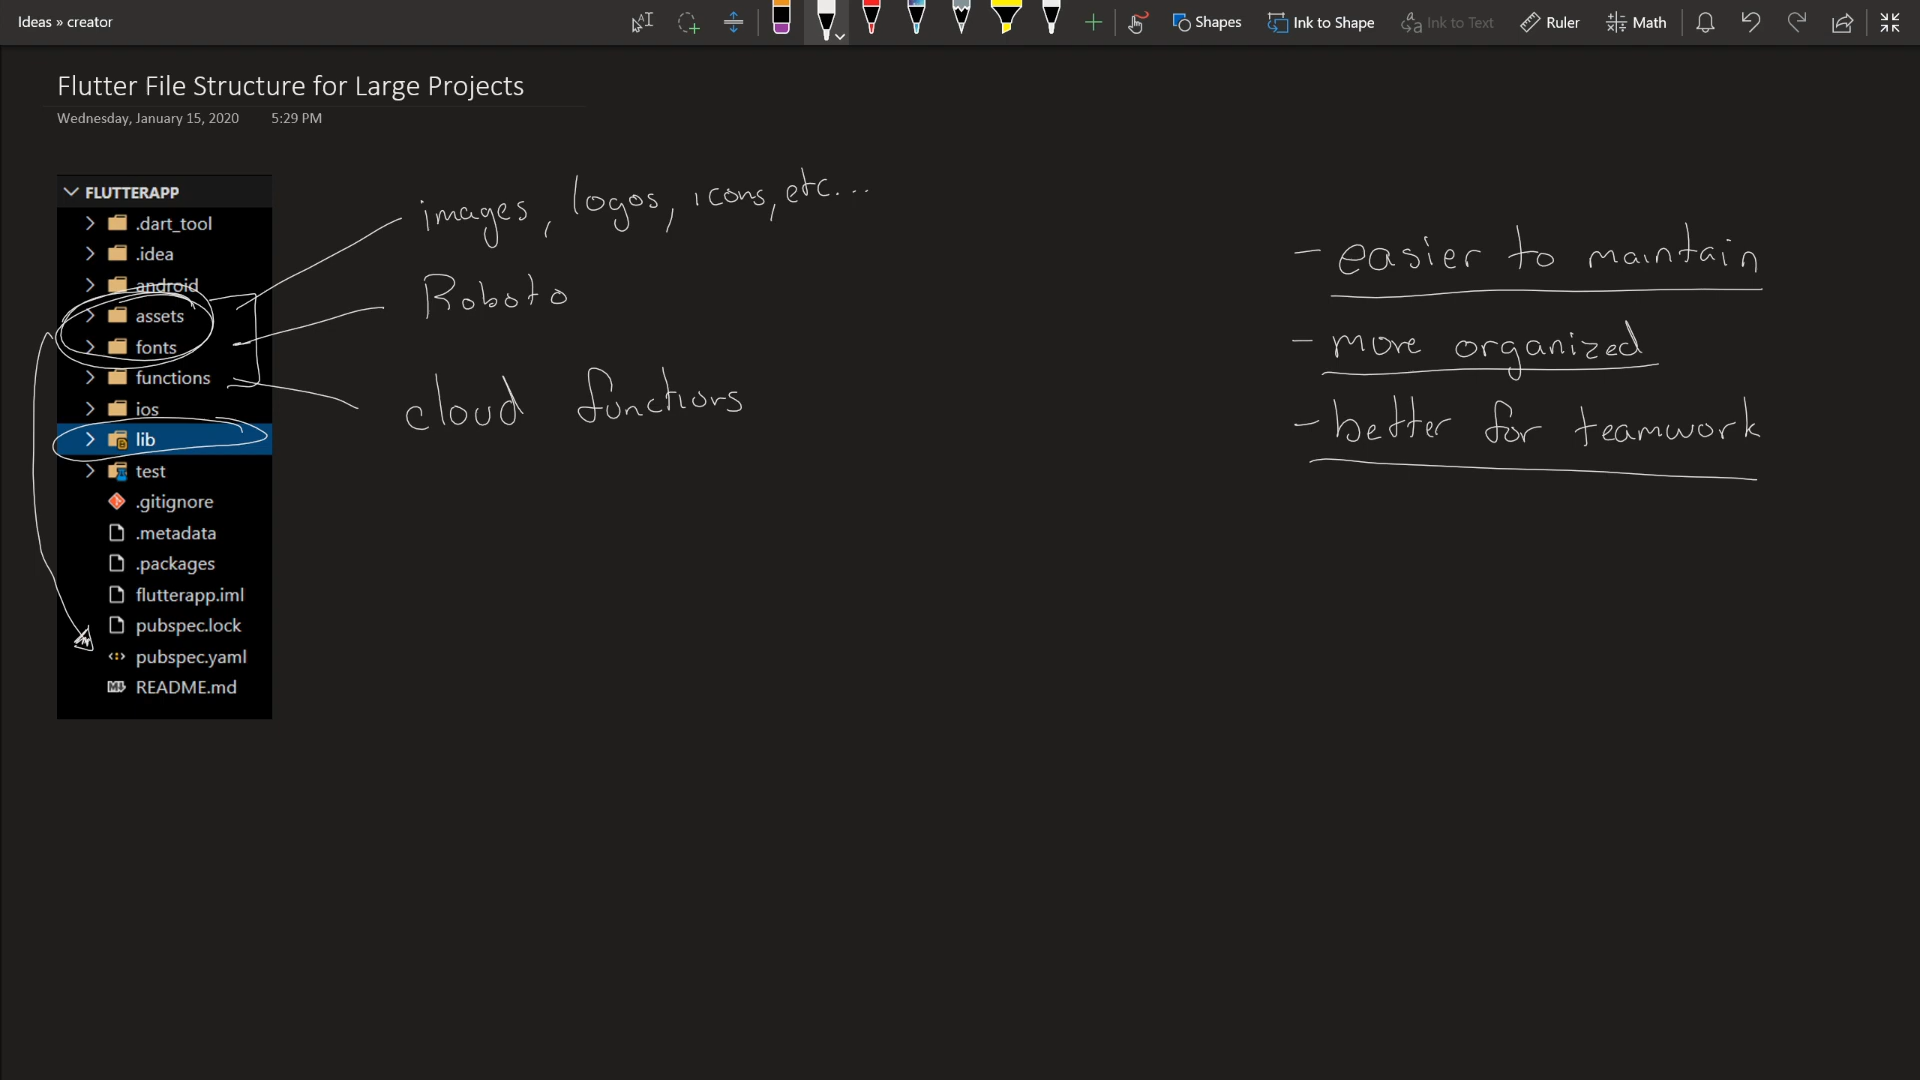 Ideas » creator
Shapes
Ink to Shape
Ink to Text
Ruler
Math
Flutter File Structure for Large Projects
Wednesday, January 15, 2020 5:29 PM
FLUTTERAPP
.dart_tool
.idea
android
assets
fonts
functions
ios
lib
test
.gitignore
.metadata
.packages
flutterapp.iml
pubspec.lock
pubspec.yaml
README.md
images, logos, icons, etc...
Roboto
cloud functions
- easier to maintain
- more organized
- better for teamwork